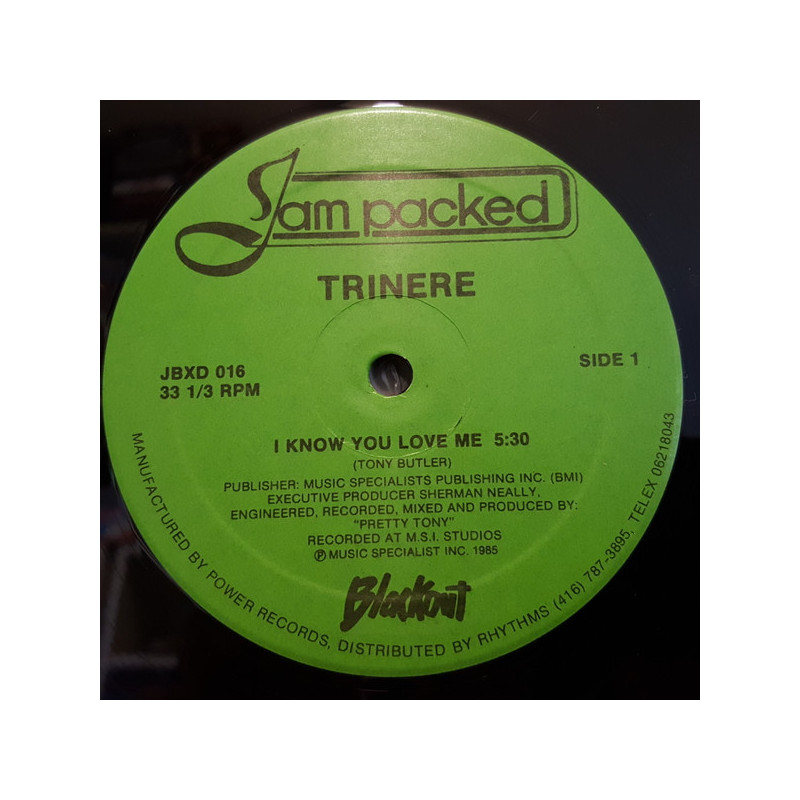 Jam packed
TRINERE
JBXD 016
33 1/3 RPM
SIDE 1
I KNOW YOU LOVE ME 5:30
(TONY BUTLER)
PUBLISHER: MUSIC SPECIALISTS PUBLISHING INC. (BMI)
EXECUTIVE PRODUCER SHERMAN NEALLY,
ENGINEERED, RECORDED, MIXED AND PRODUCED BY:
"PRETTY TONY"
RECORDED AT M.S.I. STUDIOS
Ⓟ MUSIC SPECIALIST INC. 1985
Blackout
MANUFACTURED BY POWER RECORDS, DISTRIBUTED BY RHYTHMS (416) 787-3895. TELEX 06218043